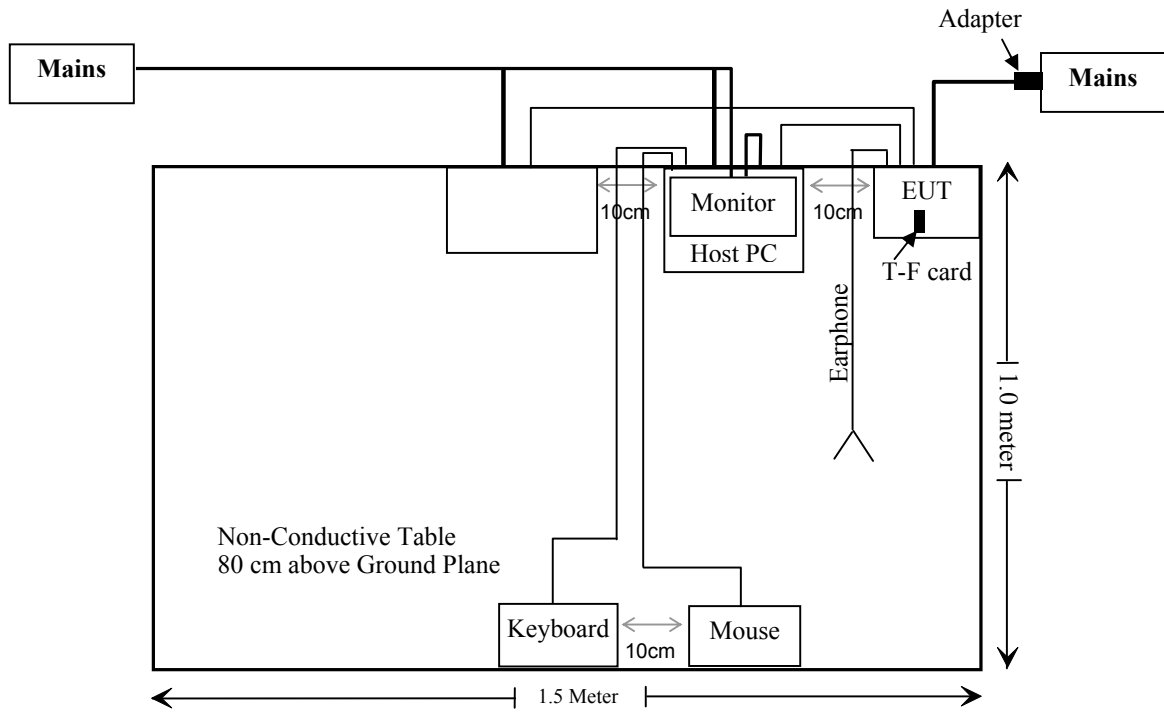 Adapter
Mains
Mains
10cm
Monitor
10cm
EUT
Host PC
T-F card
Earphone
1.0 meter
Non-Conductive Table
80 cm above Ground Plane
Keyboard
10cm
Mouse
1.5 Meter